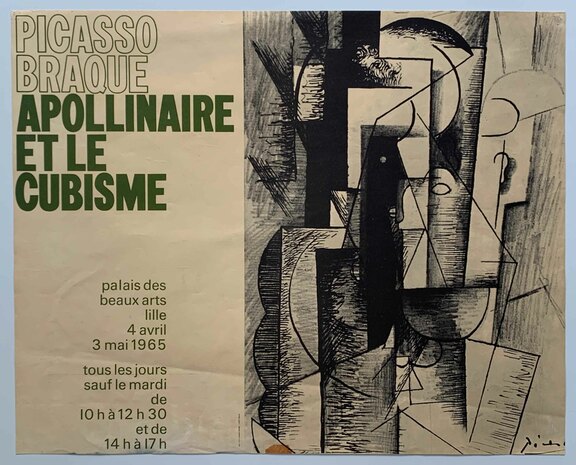 PICASSO
BRAQUE
APOLLINAIRE
ET LE
CUBISME
palais des
beaux arts
lille
4 avril
3 mai 1965
tous les jours
sauf le mardi
de
10 h à 12 h 30
et de
14 h à 17 h